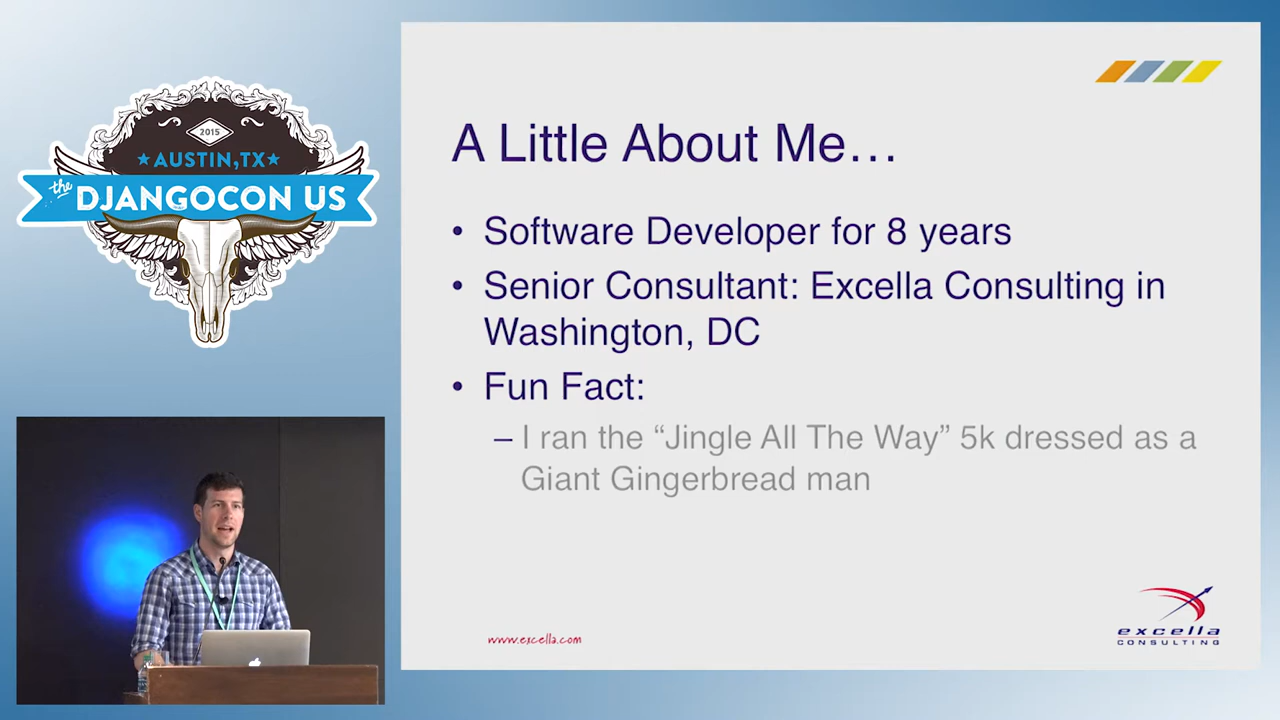 2015
AUSTIN, TX
the
DJANGOCON US
A Little About Me…
• Software Developer for 8 years
• Senior Consultant: Excella Consulting in
Washington, DC
• Fun Fact:
– I ran the “Jingle All The Way” 5k dressed as a
Giant Gingerbread man
www.excella.com
excella
CONSULTING